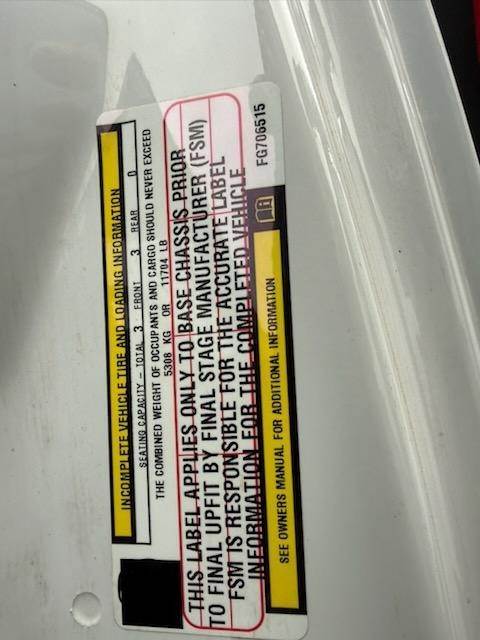 INCOMPLETE VEHICLE TIRE AND LOADING INFORMATION
SEATING CAPACITY - TOTAL 3 FRONT 3 REAR 0
THE COMBINED WEIGHT OF OCCUPANTS AND CARGO SHOULD NEVER EXCEED
5308 KG OR 11704 LB
THIS LABEL APPLIES ONLY TO BASE CHASSIS PRIOR
TO FINAL UPFIT BY FINAL STAGE MANUFACTURER (FSM)
FSM IS RESPONSIBLE FOR THE ACCURATE LABEL
INFORMATION FOR THE COMPLETED VEHICLE
SEE OWNERS MANUAL FOR ADDITIONAL INFORMATION
FG706515